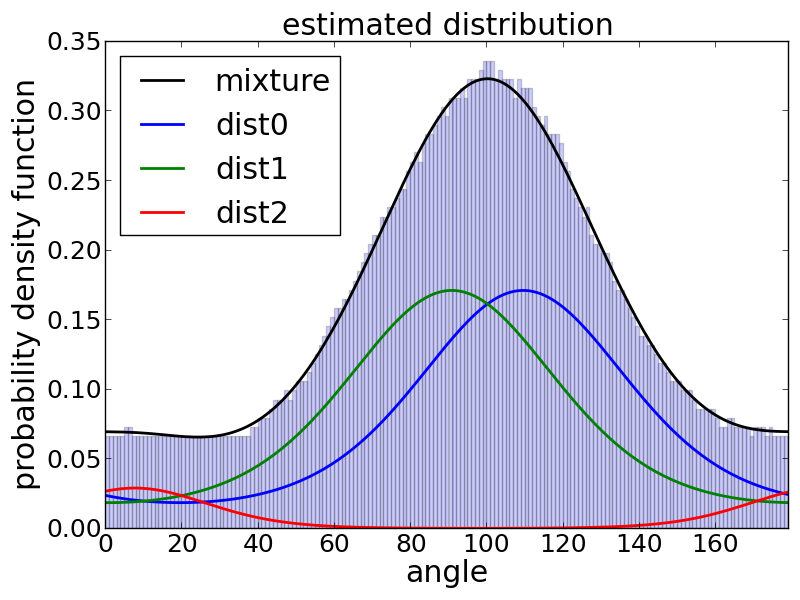 estimated distribution
probability density function
0.35
0.30
0.25
0.20
0.15
0.10
0.05
0.00
mixture
dist0
dist1
dist2
0 20 40 60 80 100 120 140 160
angle